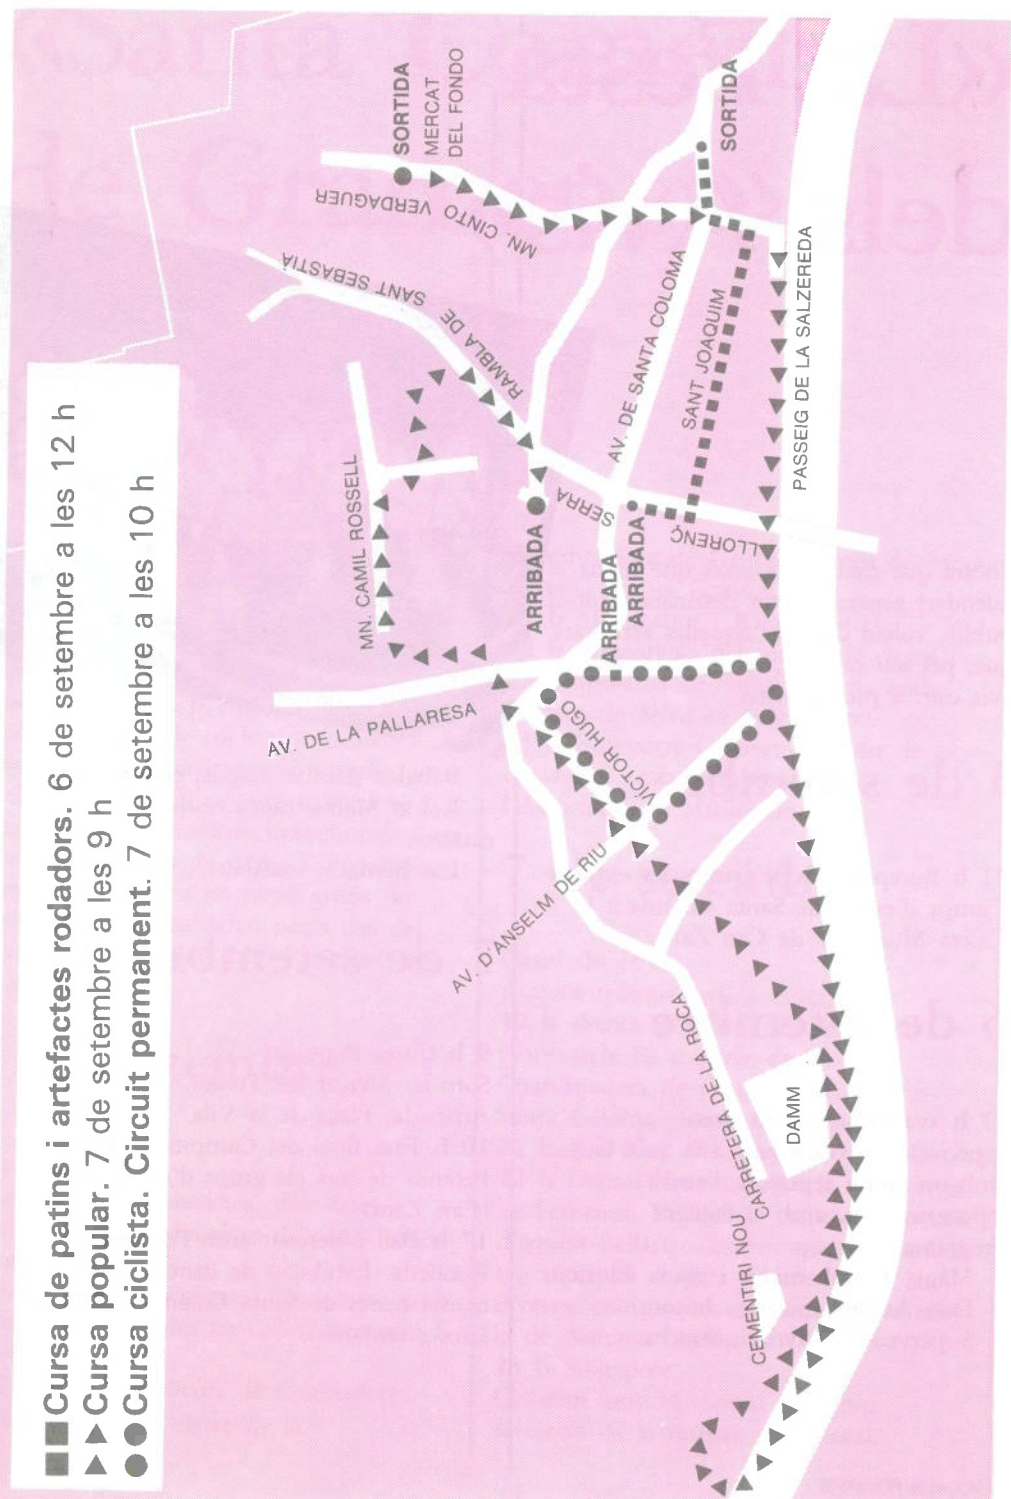 Cursa de patins i artefactes rodadors. 6 de setembre a les 12 h
Cursa popular. 7 de setembre a les 9 h
Cursa ciclista. Circuit permanent. 7 de setembre a les 10 h
SORTIDA
MERCAT
DEL FONDO
MN. CINTO VERDAGUER
SORTIDA
RAMBLA DE SANT SEBASTIÀ
AV. DE SANTA COLOMA
SANT JOAQUIM
PASSEIG DE LA SALZEREDA
MN. CAMIL ROSSELL
ARRIBADA
ARRIBADA
ARRIBADA
LLORENÇ SERRA
AV. DE LA PALLARESA
VÍCTOR HUGO
AV. D'ANSELM DE RIU
CARRETERA DE LA ROCA
DAMM
CEMENTIRI NOU